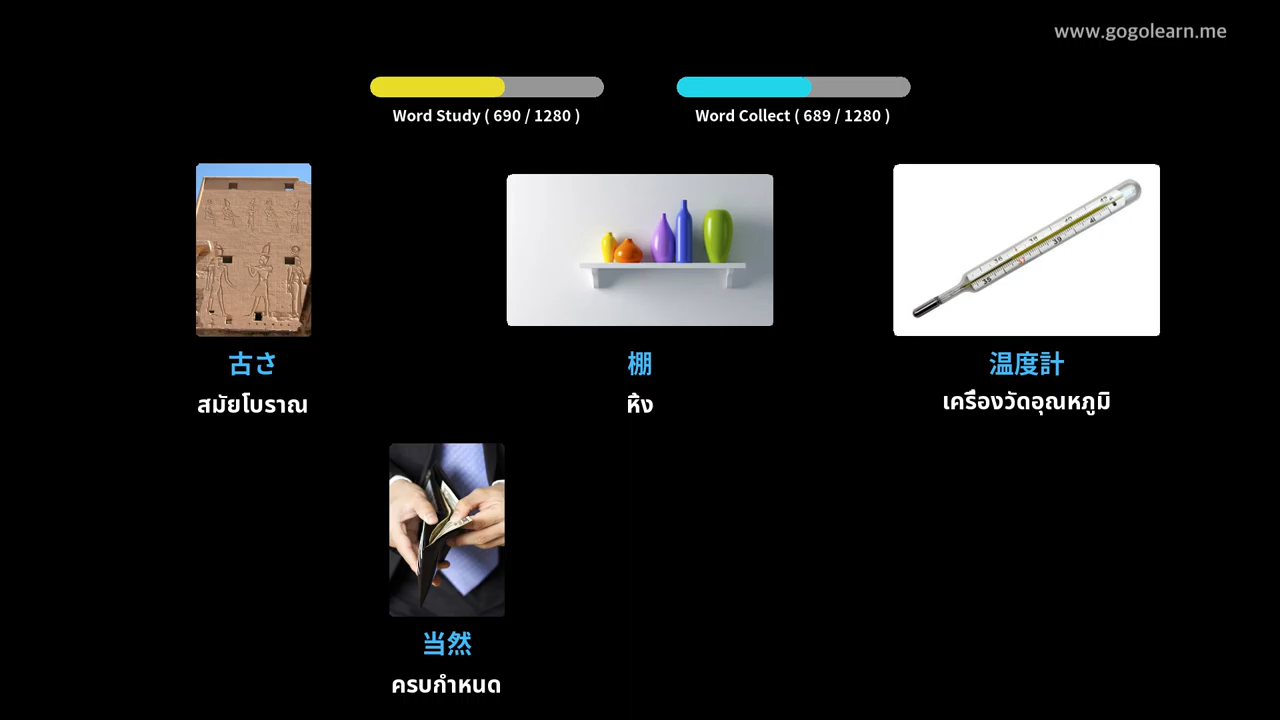 www.gogolearn.me
Word Study ( 690 / 1280 )
Word Collect ( 689 / 1280 )
古さ
棚
温度計
สมัยโบราณ
หิ้ง
เครื่องวัดอุณหภูมิ
当然
ครบกำหนด